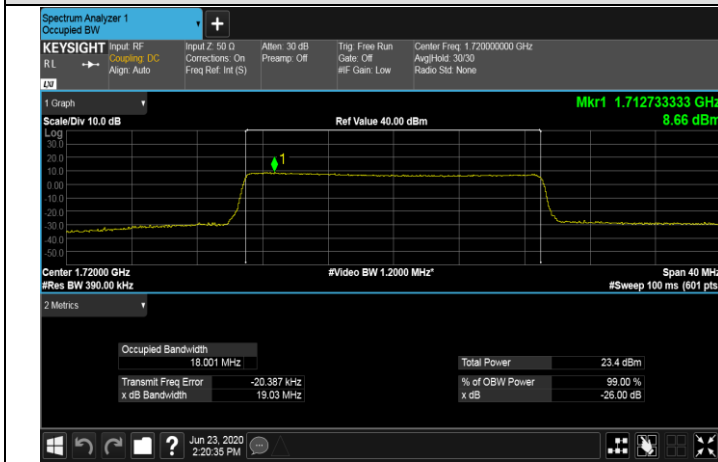 Spectrum Analyzer 1
Occupied BW
+
KEYSIGHT Input: RF Input Z: 50 Ω Atten: 30 dB Trig: Free Run Center Freq: 1.720000000 GHz
RL Coupling: DC Corrections: On Preamp: Off Gate: Off Avg|Hold: 30/30
Align: Auto Freq Ref: Int (S) #IF Gain: Low Radio Std: None
LXI
1 Graph Mkr1 1.712733333 GHz
Scale/Div 10.0 dB Ref Value 40.00 dBm 8.66 dBm
Log
30.0
20.0
1
10.0
0.00
-10.0
-20.0
-30.0
-40.0
-50.0
Center 1.72000 GHz #Video BW 1.2000 MHz* Span 40 MHz
#Res BW 390.00 kHz #Sweep 100 ms (601 pts
2 Metrics
Occupied Bandwidth
18.001 MHz Total Power 23.4 dBm
Transmit Freq Error -20.387 kHz % of OBW Power 99.00 %
x dB Bandwidth 19.03 MHz x dB -26.00 dB
? Jun 23, 2020
2:20:35 PM